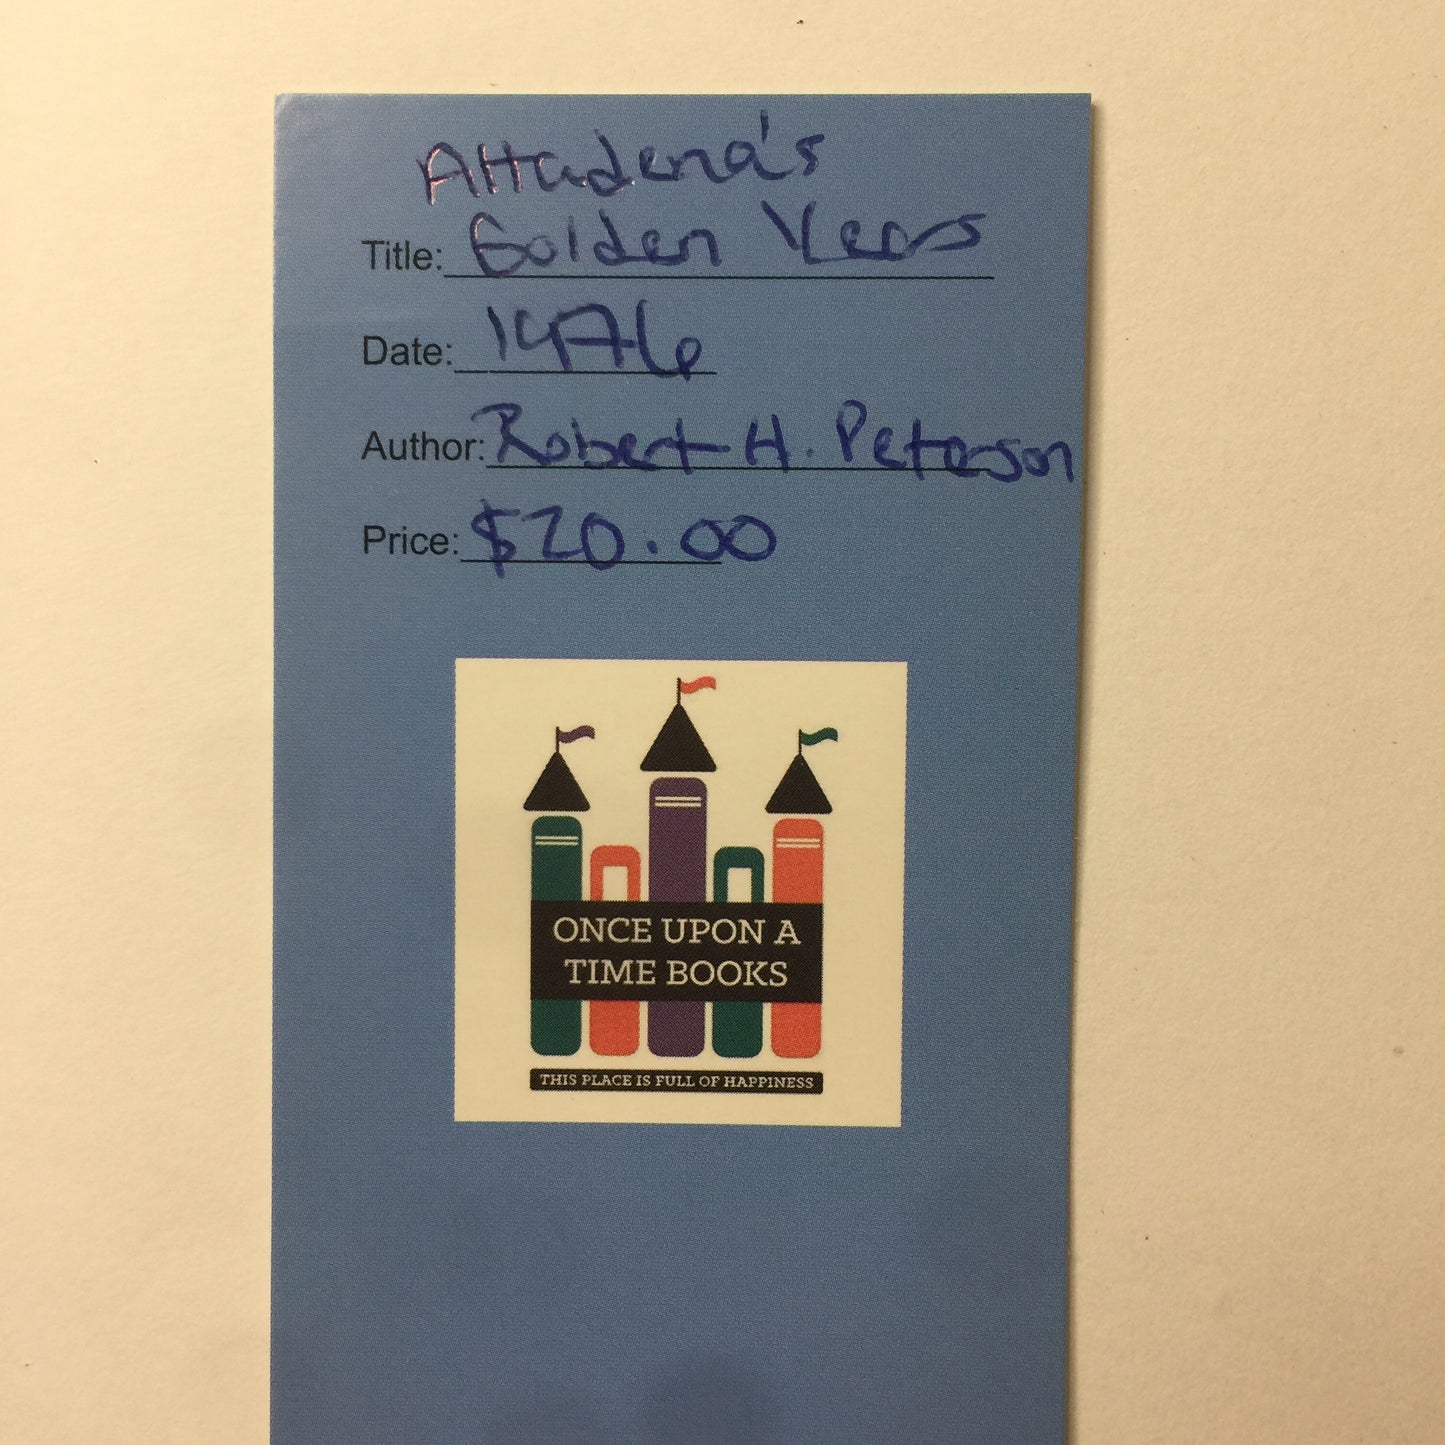 Altadena's
Title: Golden Years
Date: 1976
Author: Robert H. Peterson
Price: $20.00
ONCE UPON A
TIME BOOKS
THIS PLACE IS FULL OF HAPPINESS